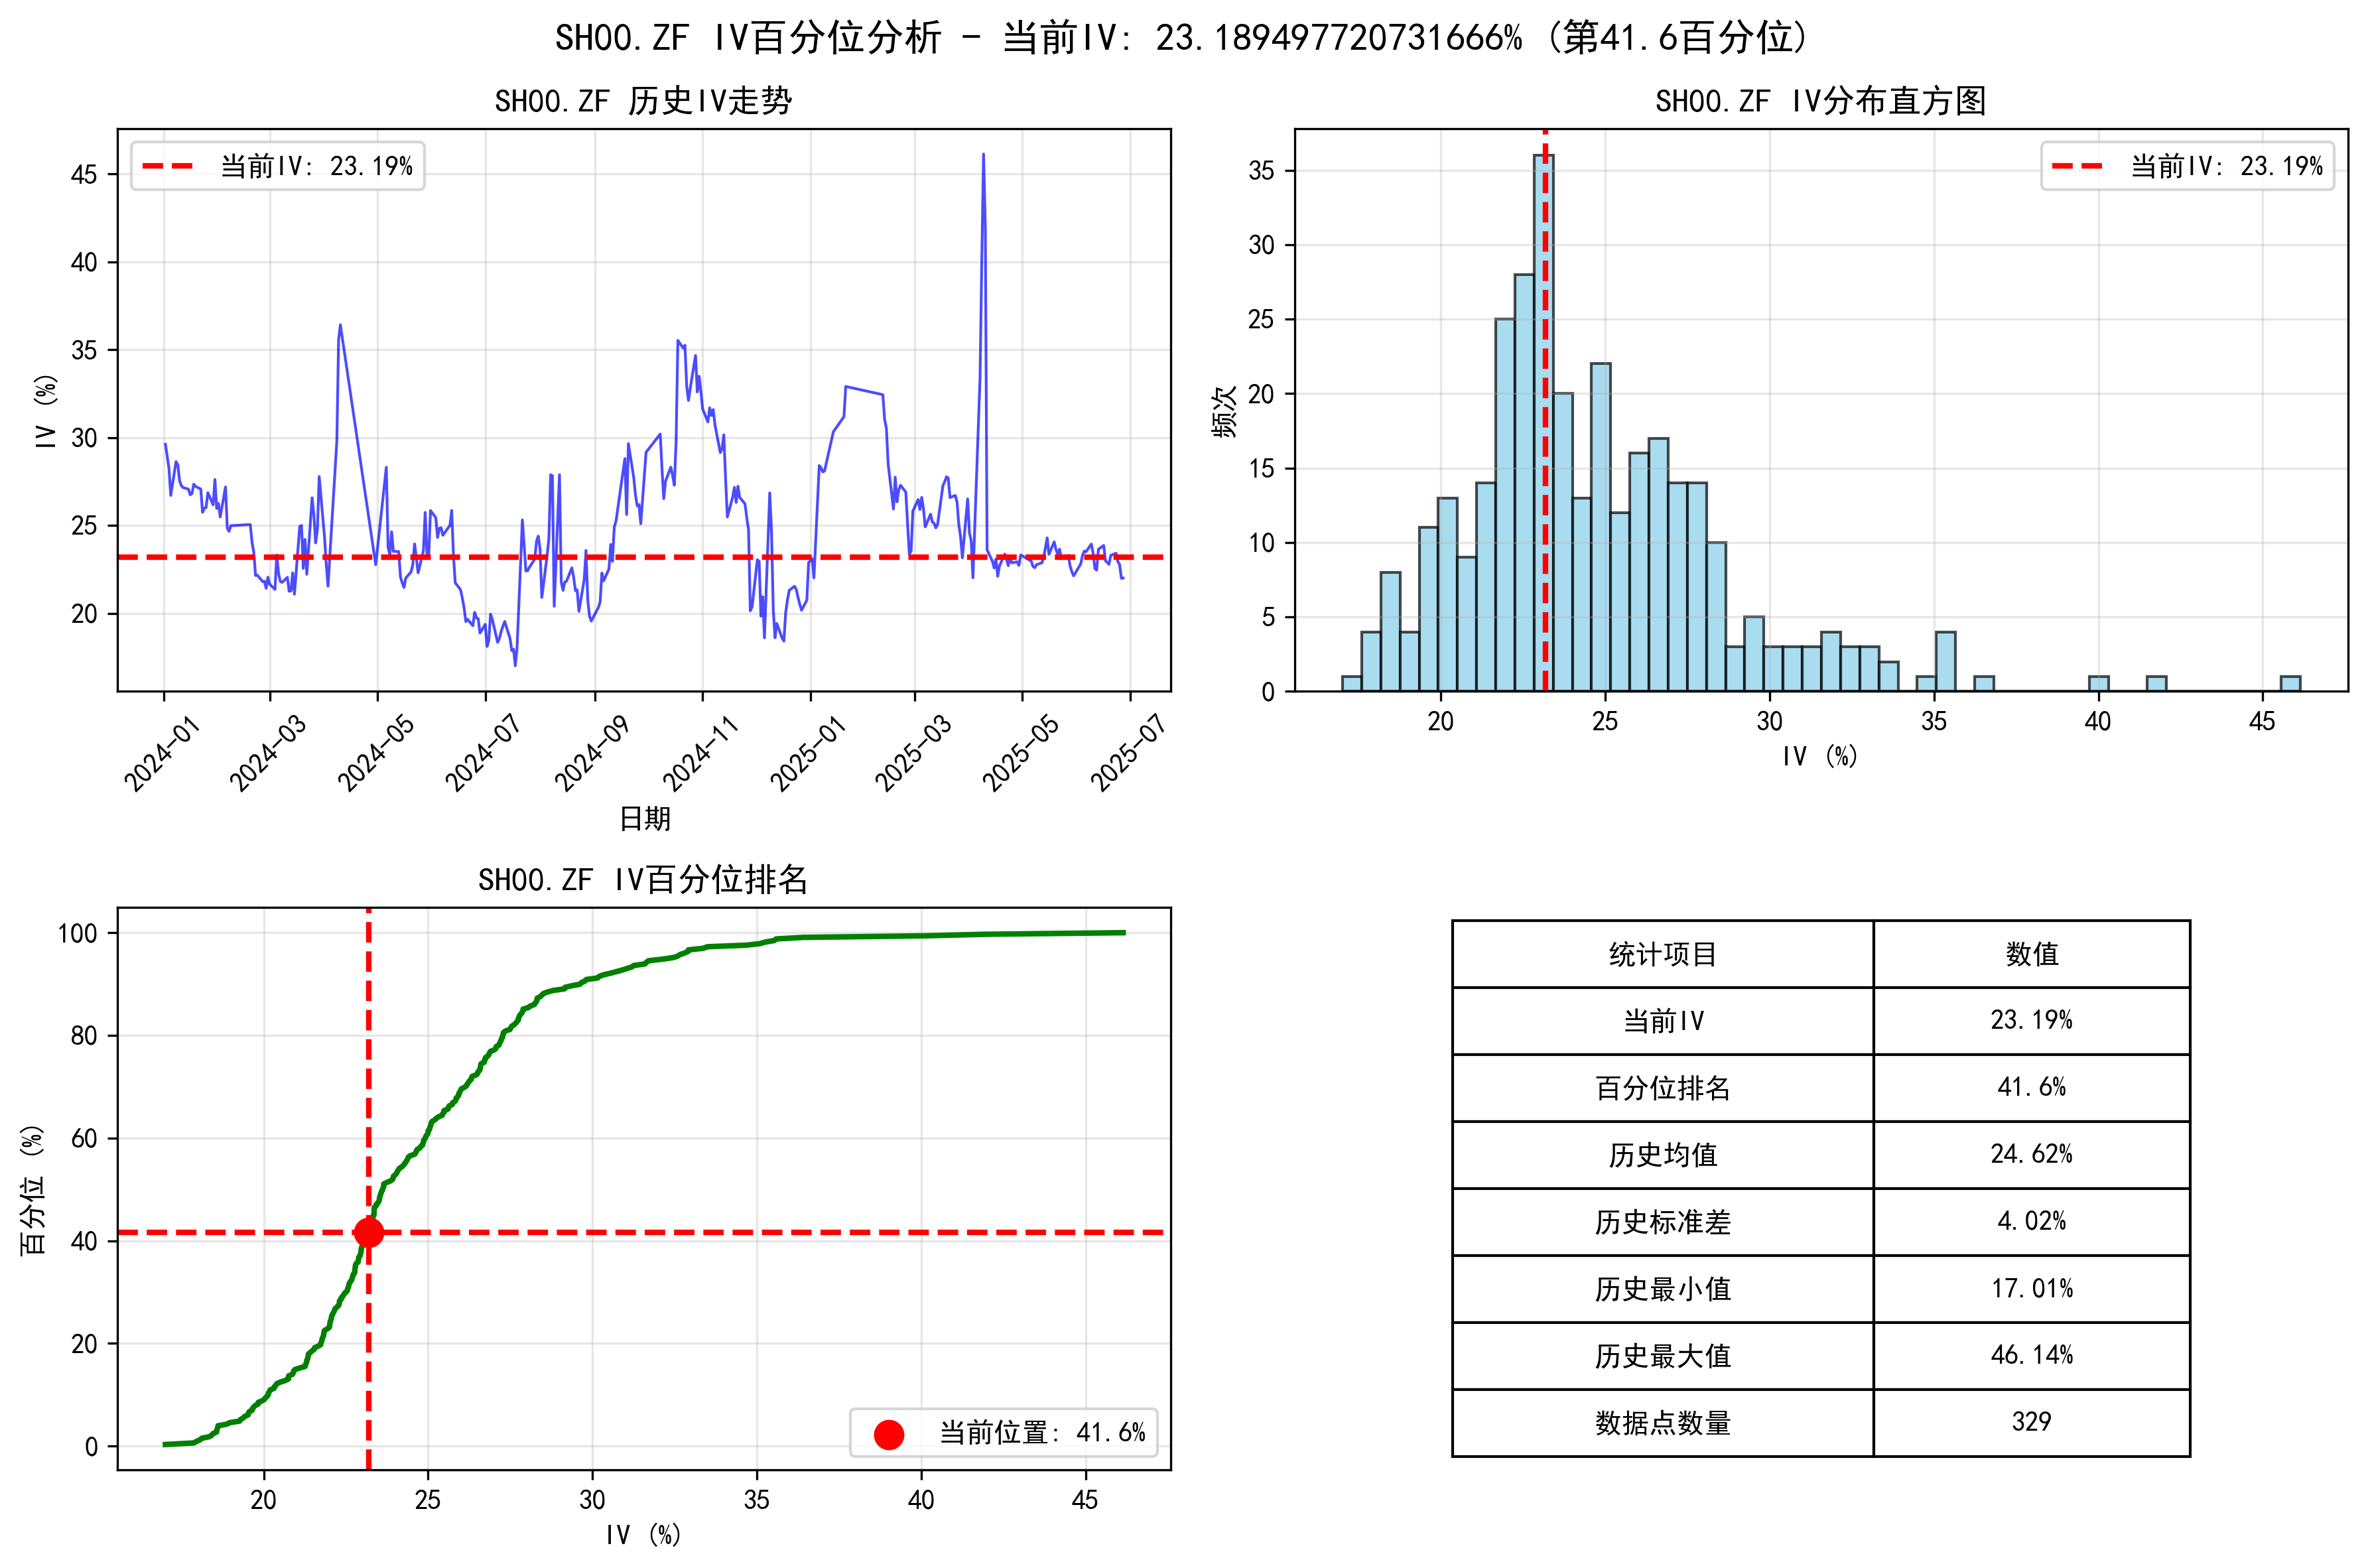 SH00.ZF IV百分位分析 - 当前IV: 23.189497720731666% (第41.6百分位)
SH00.ZF 历史IV走势
当前IV: 23.19%
IV (%)
45
40
35
30
25
20
2024-01
2024-03
2024-05
2024-07
2024-09
2024-11
2025-01
2025-03
2025-05
2025-07
日期
SH00.ZF IV分布直方图
当前IV: 23.19%
频次
35
30
25
20
15
10
5
0
20
25
30
35
40
45
IV (%)
SH00.ZF IV百分位排名
百分位 (%)
100
80
60
40
20
0
当前位置: 41.6%
20
25
30
35
40
45
IV (%)
统计项目 数值
当前IV 23.19%
百分位排名 41.6%
历史均值 24.62%
历史标准差 4.02%
历史最小值 17.01%
历史最大值 46.14%
数据点数量 329